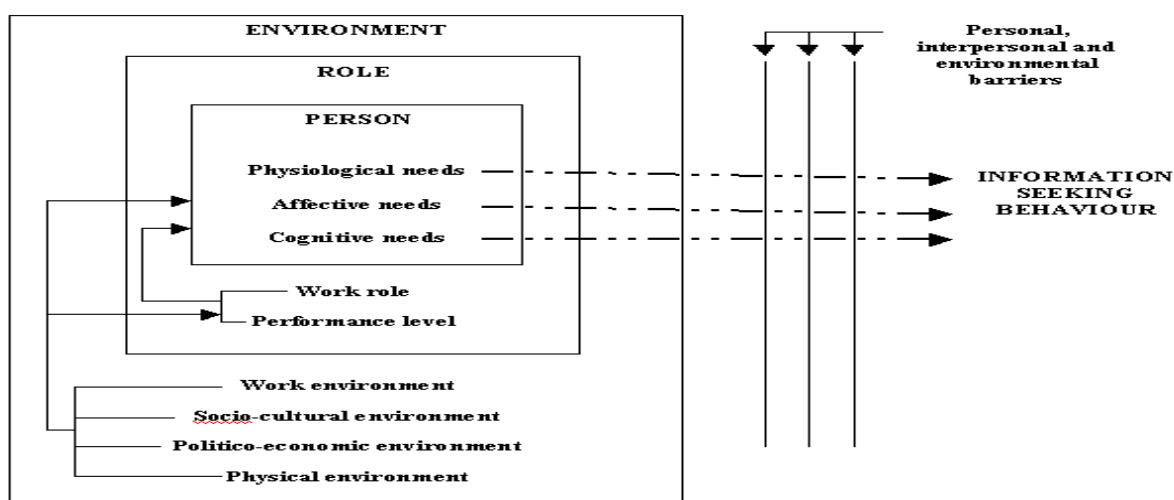 ENVIRONMENT
ROLE
PERSON
Physiological needs
Affective needs
Cognitive needs
Work role
Performance level
Work environment
Socio-cultural environment
Politico-economic environment
Physical environment
Personal,
interpersonal and
environmental
barriers
INFORMATION
SEEKING
BEHAVIOUR